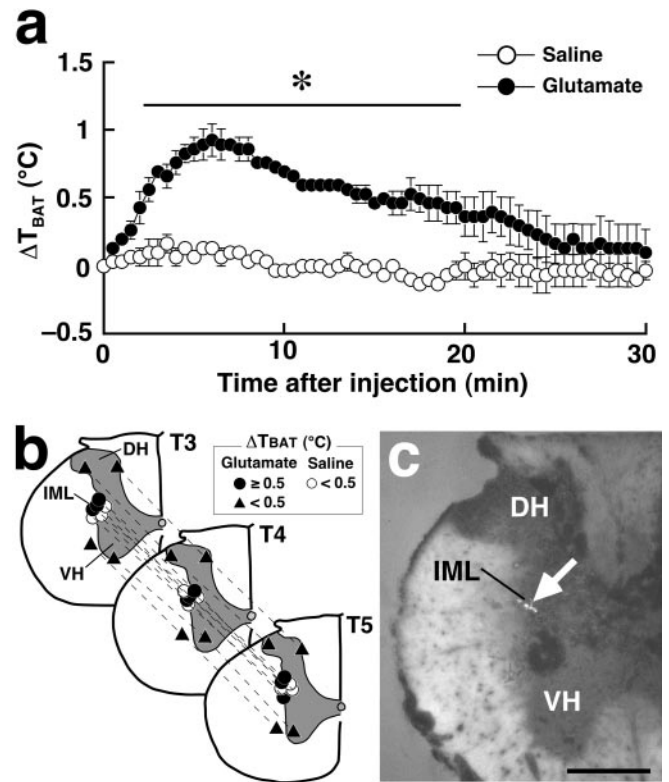 a
Saline
Glutamate
*
1.5
1
0.5
0
−0.5
ΔTBAT (°C)
0 10 20 30
Time after injection (min)
b
T3
DH
IML
VH
T4
T5
ΔTBAT (°C)
Glutamate Saline
≥ 0.5 < 0.5
< 0.5
c
DH
IML
VH